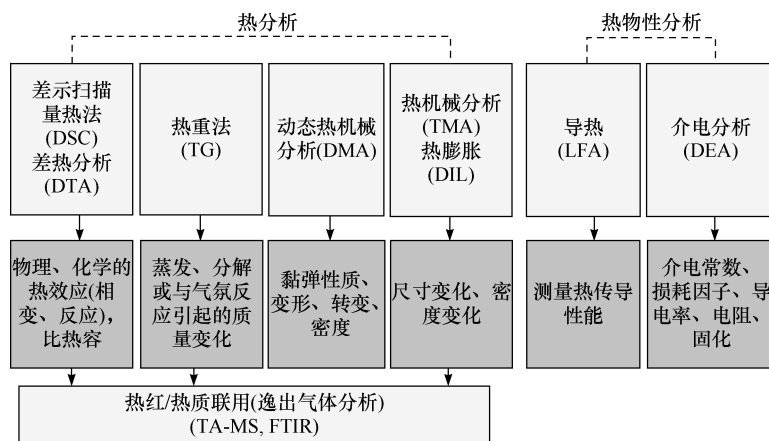 热分析
热物性分析
差示扫描
量热法
(DSC)
差热分析
(DTA)
热重法
(TG)
动态热机械
分析(DMA)
热机械分析
(TMA)
热膨胀
(DIL)
导热
(LFA)
介电分析
(DEA)
物理、化学的
热效应(相
变、反应),
比热容
蒸发、分解
或与气氛反
应引起的质
量变化
黏弹性质、
变形、转变、
密度
尺寸变化、密
度变化
测量热传导
性能
介电常数、
损耗因子、导
电率、电阻、
固化
热红/热质联用(逸出气体分析)
(TA-MS, FTIR)